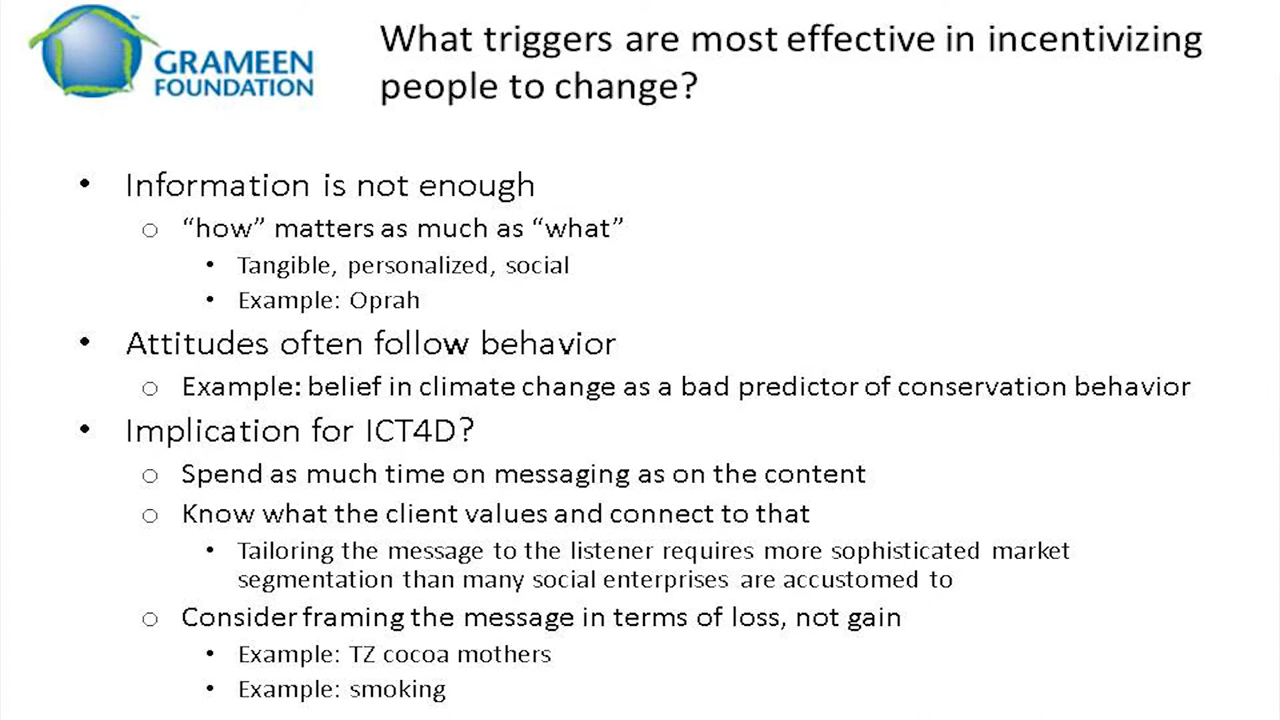 GRAMEEN
FOUNDATION
What triggers are most effective in incentivizing
people to change?
• Information is not enough
o “how” matters as much as “what”
• Tangible, personalized, social
• Example: Oprah
• Attitudes often follow behavior
o Example: belief in climate change as a bad predictor of conservation behavior
• Implication for ICT4D?
o Spend as much time on messaging as on the content
o Know what the client values and connect to that
• Tailoring the message to the listener requires more sophisticated market
segmentation than many social enterprises are accustomed to
o Consider framing the message in terms of loss, not gain
• Example: TZ cocoa mothers
• Example: smoking